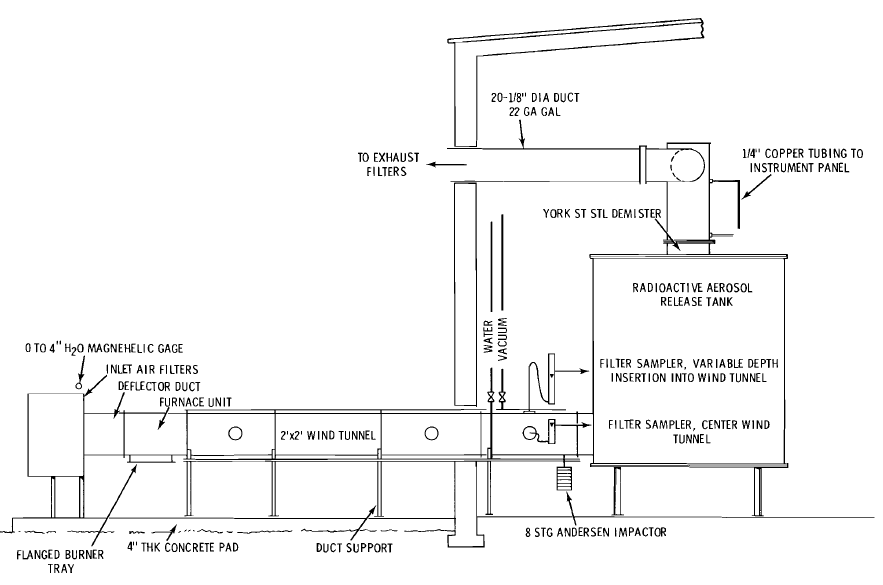 20-1/8" DIA DUCT
22 GA GAL
TO EXHAUST
FILTERS
1/4" COPPER TUBING TO
INSTRUMENT PANEL
YORK ST STL DEMISTER
RADIOACTIVE AEROSOL
RELEASE TANK
WATER
VACUUM
0 TO 4" H2O MAGNEHELIC GAGE
INLET AIR FILTERS
DEFLECTOR DUCT
FURNACE UNIT
FILTER SAMPLER, VARIABLE DEPTH
INSERTION INTO WIND TUNNEL
2'x2' WIND TUNNEL
FILTER SAMPLER, CENTER WIND
TUNNEL
8 STG ANDERSEN IMPACTOR
FLANGED BURNER
TRAY
4" THK CONCRETE PAD
DUCT SUPPORT